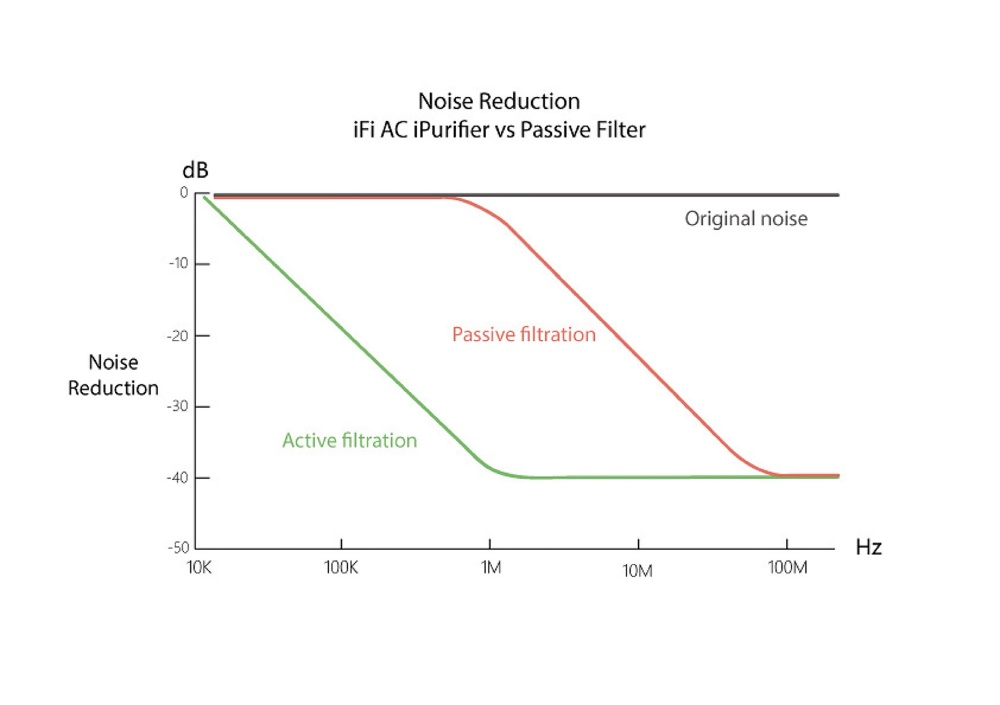 Noise Reduction
iFi AC iPurifier vs Passive Filter
dB
0
Original noise
-10
-20
Passive filtration
Noise
Reduction
-30
Active filtration
-40
-50
Hz
10K
100K
1M
10M
100M